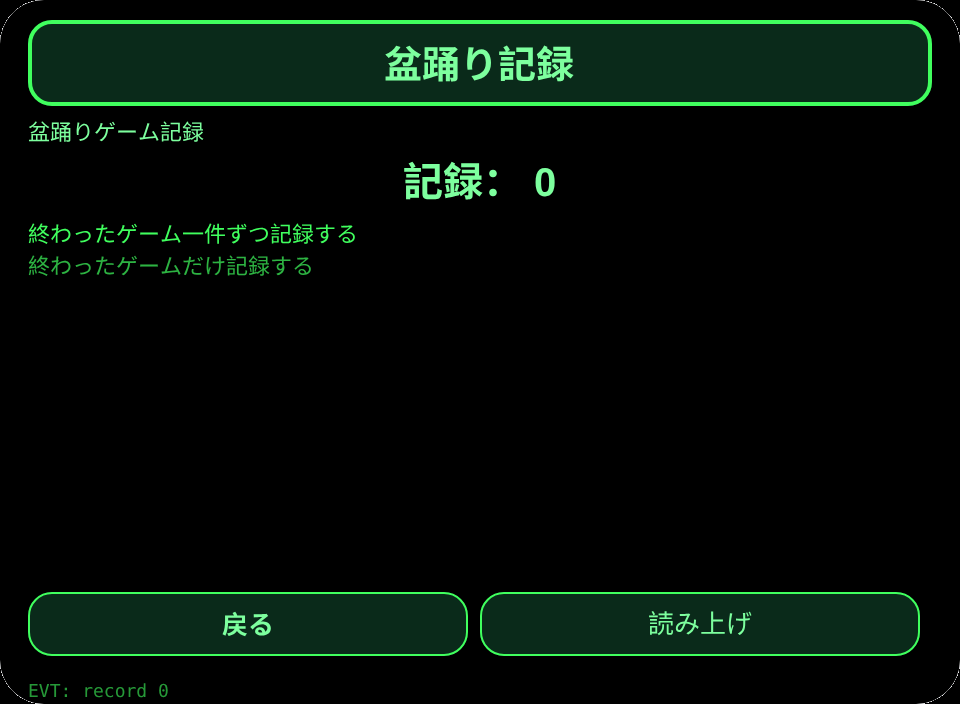 盆踊り記録
盆踊りゲーム記録
記録： 0
終わったゲーム一件ずつ記録する
終わったゲームだけ記録する
戻る
読み上げ
EVT: record 0